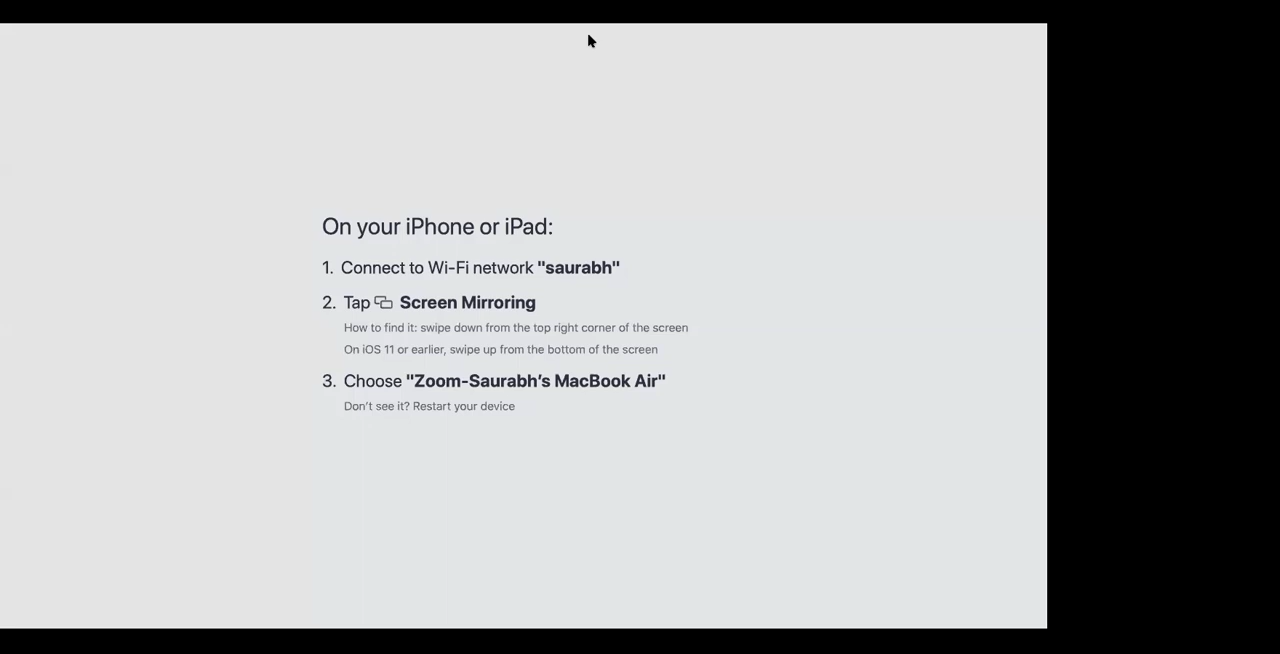 On your iPhone or iPad:
1. Connect to Wi-Fi network "saurabh"
2. Tap Screen Mirroring
How to find it: swipe down from the top right corner of the screen
On iOS 11 or earlier, swipe up from the bottom of the screen
3. Choose "Zoom-Saurabh’s MacBook Air"
Don’t see it? Restart your device